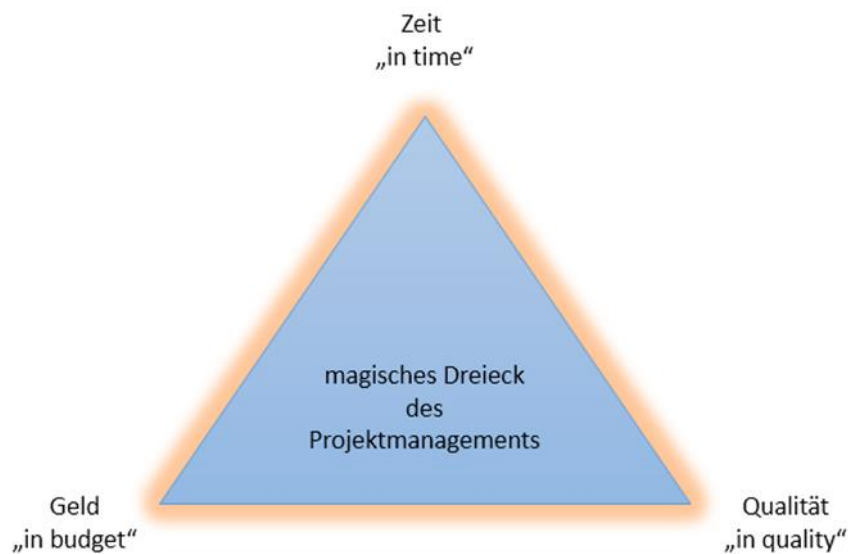 Zeit
„in time“
magisches Dreieck
des
Projektmanagements
Geld
„in budget“
Qualität
„in quality“